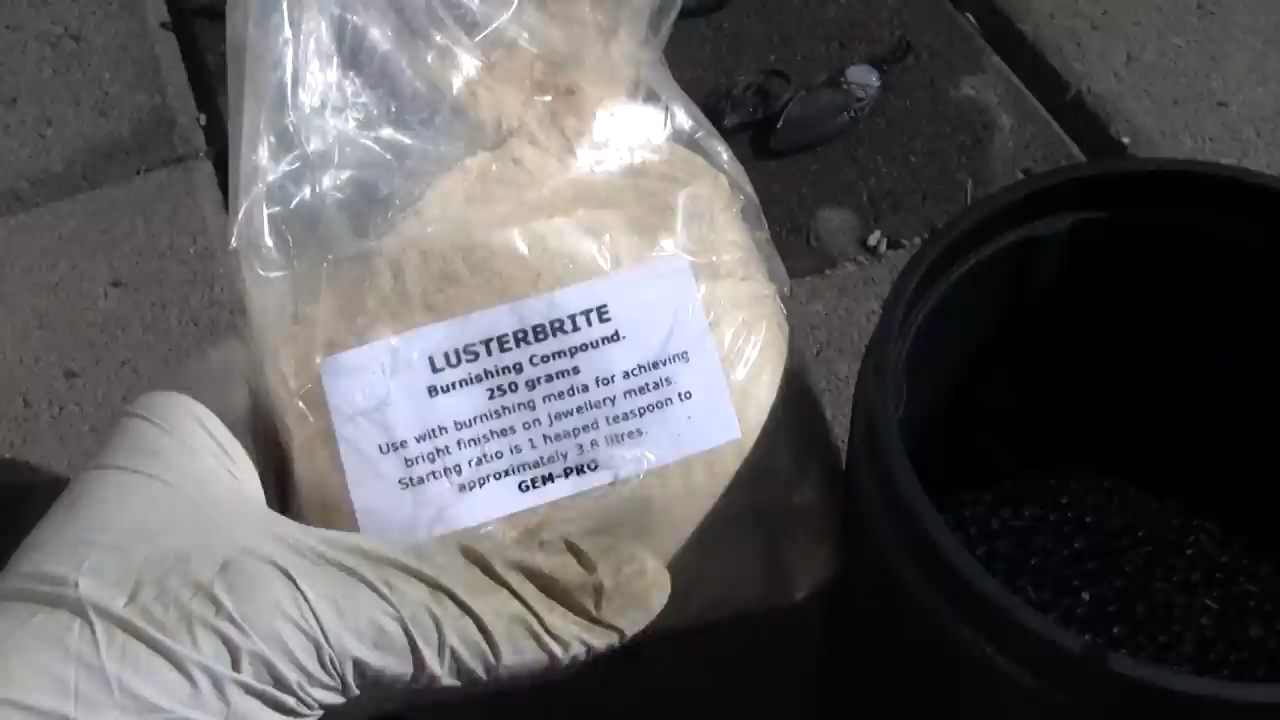 LUSTERBRITE
Burnishing Compound.
250 grams
Use with burnishing media for achieving
bright finishes on jewellery metals.
Starting ratio is 1 heaped teaspoon to
approximately 3.8 litres.
GEM-PRO